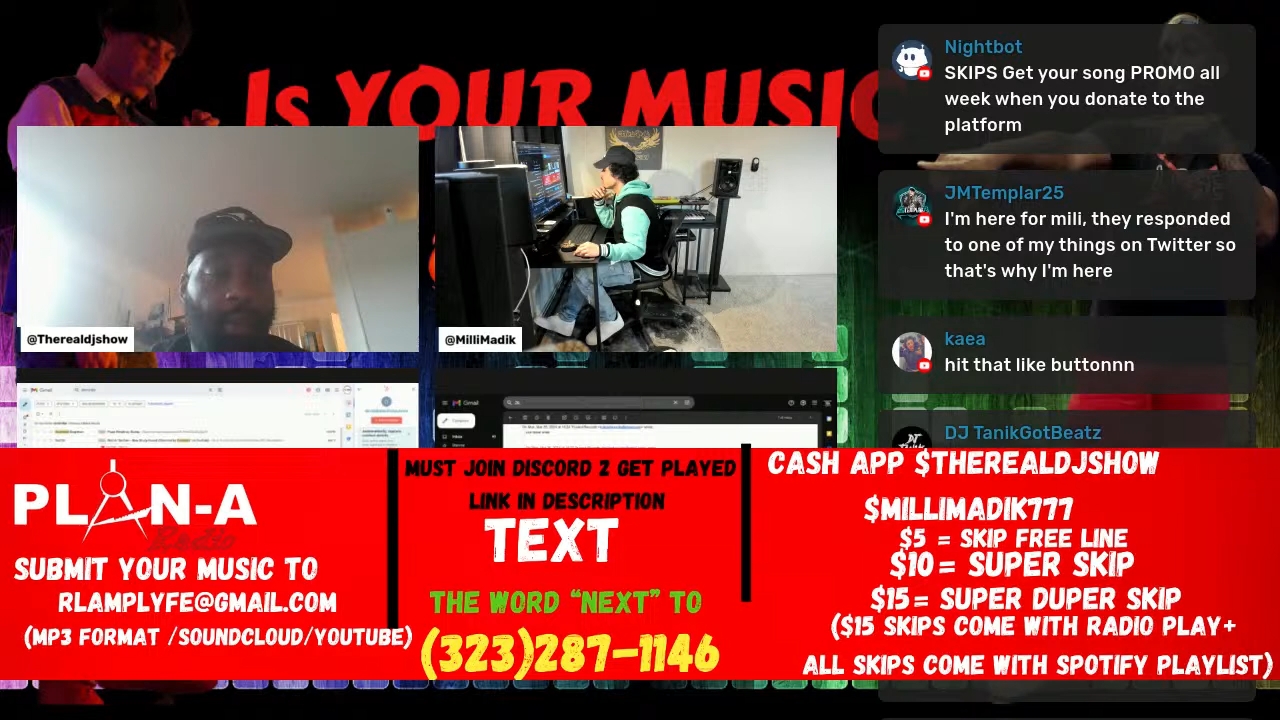 Is YOUR MUSIC
Nightbot
SKIPS Get your song PROMO all
week when you donate to the
platform
JMTemplar25
I'm here for mili, they responded
to one of my things on Twitter so
that's why I'm here
kaea
hit that like buttonnn
DJ TanikGotBeatz
@Therealdjshow
@MilliMadik
Gmail
Gmail
PLAN-A
Radio
SUBMIT YOUR MUSIC TO
RLAMPLYFE@GMAIL.COM
(MP3 FORMAT /SOUNDCLOUD/YOUTUBE)
MUST JOIN DISCORD 2 GET PLAYED
LINK IN DESCRIPTION
TEXT
THE WORD “NEXT” TO
(323)287-1146
CASH APP $THEREALDJSHOW
$MILLIMADIK777
$5 = SKIP FREE LINE
$10 = SUPER SKIP
$15= SUPER DUPER SKIP
($15 SKIPS COME WITH RADIO PLAY+
ALL SKIPS COME WITH SPOTIFY PLAYLIST)